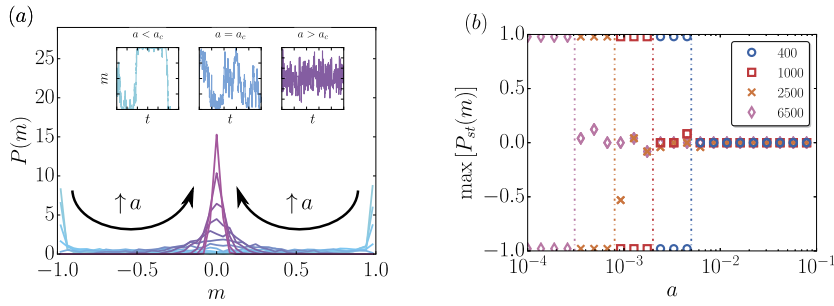 (a)
a < a_c
a = a_c
a > a_c
m
t
t
t
25
20
15
10
5
0
P(m)
↑a
↑a
−1.0
−0.5
0.0
0.5
1.0
m
(b)
1.0
0.5
0.0
−0.5
−1.0
max [P_st(m)]
400
1000
2500
6500
10^−4
10^−3
10^−2
10^−1
a